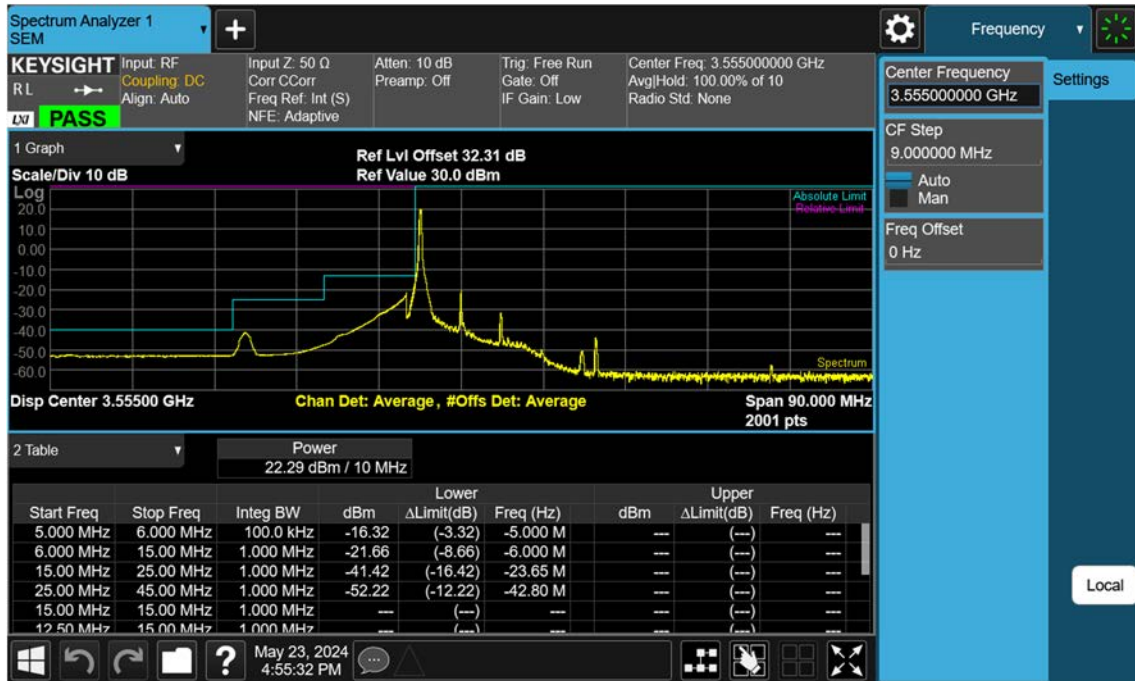 Spectrum Analyzer 1
SEM
Frequency
KEYSIGHT
R L
LXI
PASS
Input: RF
Coupling: DC
Align: Auto
Input Z: 50 Ω
Corr CCorr
Freq Ref: Int (S)
NFE: Adaptive
Atten: 10 dB
Preamp: Off
Trig: Free Run
Gate: Off
IF Gain: Low
Center Freq: 3.555000000 GHz
Avg|Hold: 100.00% of 10
Radio Std: None
Center Frequency
3.555000000 GHz
Settings
CF Step
9.000000 MHz
Auto
Man
Freq Offset
0 Hz
Local
1 Graph
Ref Lvl Offset 32.31 dB
Scale/Div 10 dB
Ref Value 30.0 dBm
Log
Absolute Limit
Relative Limit
20.0
10.0
0.00
-10.0
-20.0
-30.0
-40.0
-50.0
-60.0
Spectrum
Disp Center 3.55500 GHz
Chan Det: Average, #Offs Det: Average
Span 90.000 MHz
2001 pts
2 Table
Power
22.29 dBm / 10 MHz
Lower Upper
Start Freq Stop Freq Integ BW dBm ΔLimit(dB) Freq (Hz) dBm ΔLimit(dB) Freq (Hz)
5.000 MHz 6.000 MHz 100.0 kHz -16.32 (-3.32) -5.000 M --- (---) ---
6.000 MHz 15.00 MHz 1.000 MHz -21.66 (-8.66) -6.000 M --- (---) ---
15.00 MHz 25.00 MHz 1.000 MHz -41.42 (-16.42) -23.65 M --- (---) ---
25.00 MHz 45.00 MHz 1.000 MHz -52.22 (-12.22) -42.80 M --- (---) ---
15.00 MHz 15.00 MHz 1.000 MHz --- (---) --- --- (---) ---
12.50 MHz 15.00 MHz 1.000 MHz --- (---) --- --- (---) ---
?
May 23, 2024
4:55:32 PM